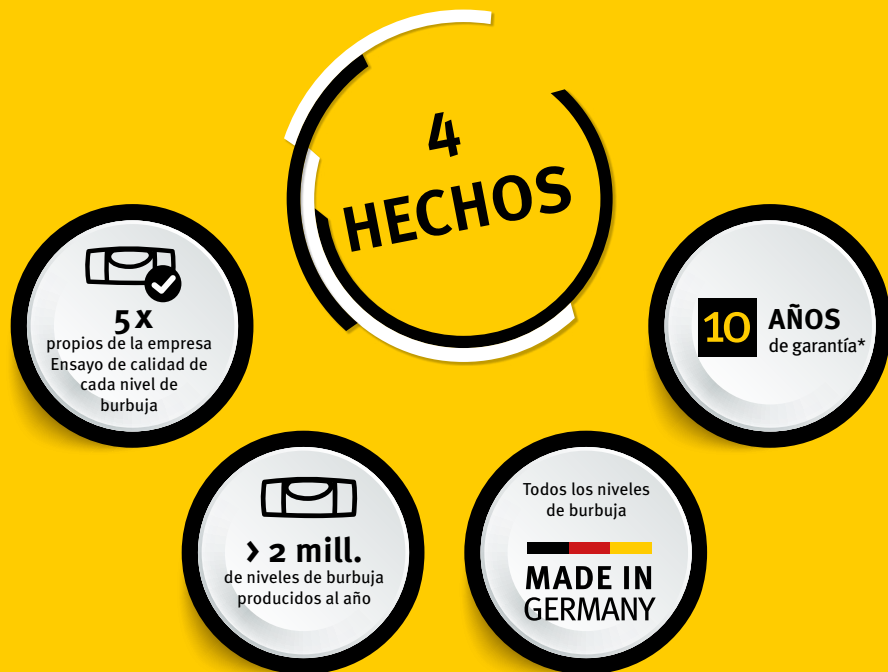 4
HECHOS
5 x
propios de la empresa
Ensayo de calidad de
cada nivel de
burbuja
> 2 mill.
de niveles de burbuja
producidos al año
Todos los niveles
de burbuja
MADE IN
GERMANY
10 AÑOS
de garantía*